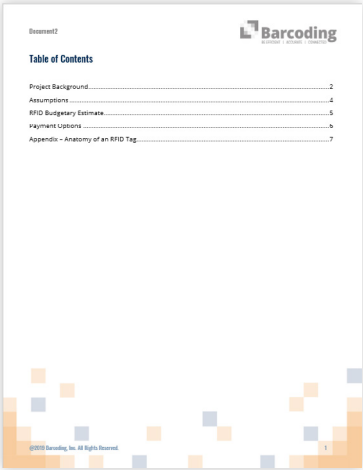 Document2
Barcoding
Table of Contents
Project Background 2
Assumptions 4
RFID Budgetary Estimate 5
Payment Options 6
Appendix – Anatomy of an RFID Tag 7
@2019 Barcoding, Inc. All Rights Reserved. 1